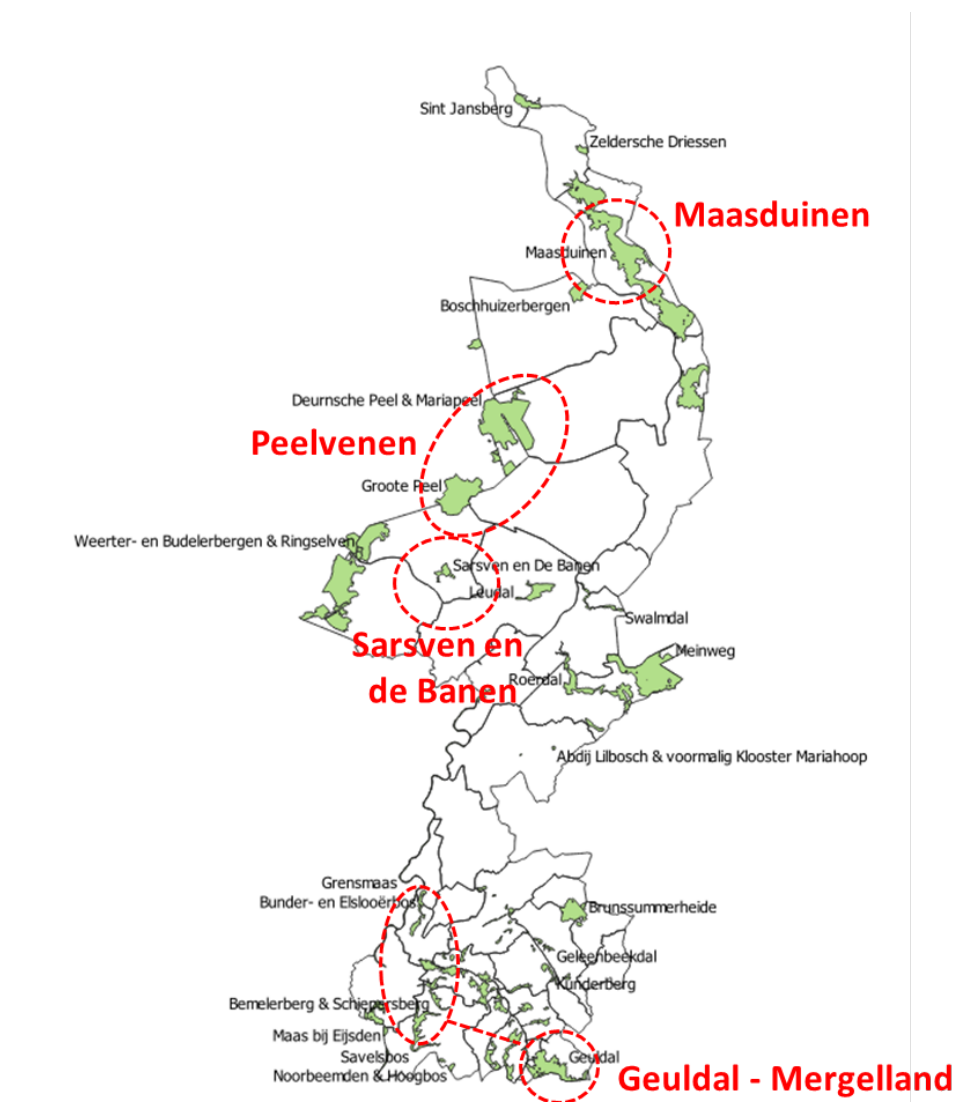 Sint Jansberg
Zeldersche Driessen
Maasduinen
Maasduinen
Boschhuizerbergen
Deurnsche Peel & Mariapeel
Peelvenen
Groote Peel
Weerter- en Budelerbergen & Ringselven
Sarsven en De Banen
Leudal
Swalmdal
Sarsven en
de Banen
Meinweg
Roerdal
Abdij Lilbosch & voormalig Klooster Mariahoop
Grensmaas
Bunder- en Elslooërbos
Brunssummerheide
Geleenbeekdal
Kunderberg
Bemelerberg & Schiepersberg
Maas bij Eijsden
Savelsbos
Geuldal
Noorbeemden & Hoogbos
Geuldal - Mergelland